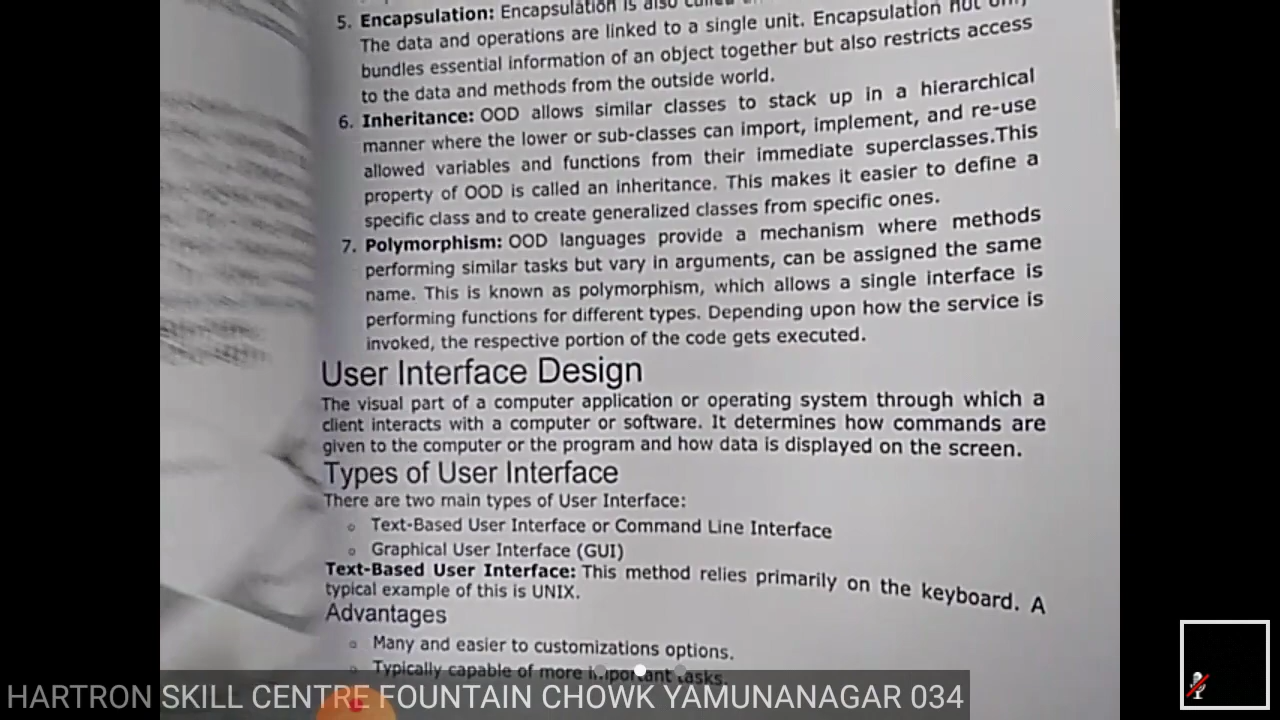 5. Encapsulation: Encapsulation is also called
The data and operations are linked to a single unit. Encapsulation not only
bundles essential information of an object together but also restricts access
to the data and methods from the outside world.
6. Inheritance: OOD allows similar classes to stack up in a hierarchical
manner where the lower or sub-classes can import, implement, and re-use
allowed variables and functions from their immediate superclasses.This
property of OOD is called an inheritance. This makes it easier to define a
specific class and to create generalized classes from specific ones.
7. Polymorphism: OOD languages provide a mechanism where methods
performing similar tasks but vary in arguments, can be assigned the same
name. This is known as polymorphism, which allows a single interface is
performing functions for different types. Depending upon how the service is
invoked, the respective portion of the code gets executed.
User Interface Design
The visual part of a computer application or operating system through which a
client interacts with a computer or software. It determines how commands are
given to the computer or the program and how data is displayed on the screen.
Types of User Interface
There are two main types of User Interface:
Text-Based User Interface or Command Line Interface
Graphical User Interface (GUI)
Text-Based User Interface: This method relies primarily on the keyboard. A
typical example of this is UNIX.
Advantages
Many and easier to customizations options.
Typically capable of more important tasks.
HARTRON SKILL CENTRE FOUNTAIN CHOWK YAMUNANAGAR 034